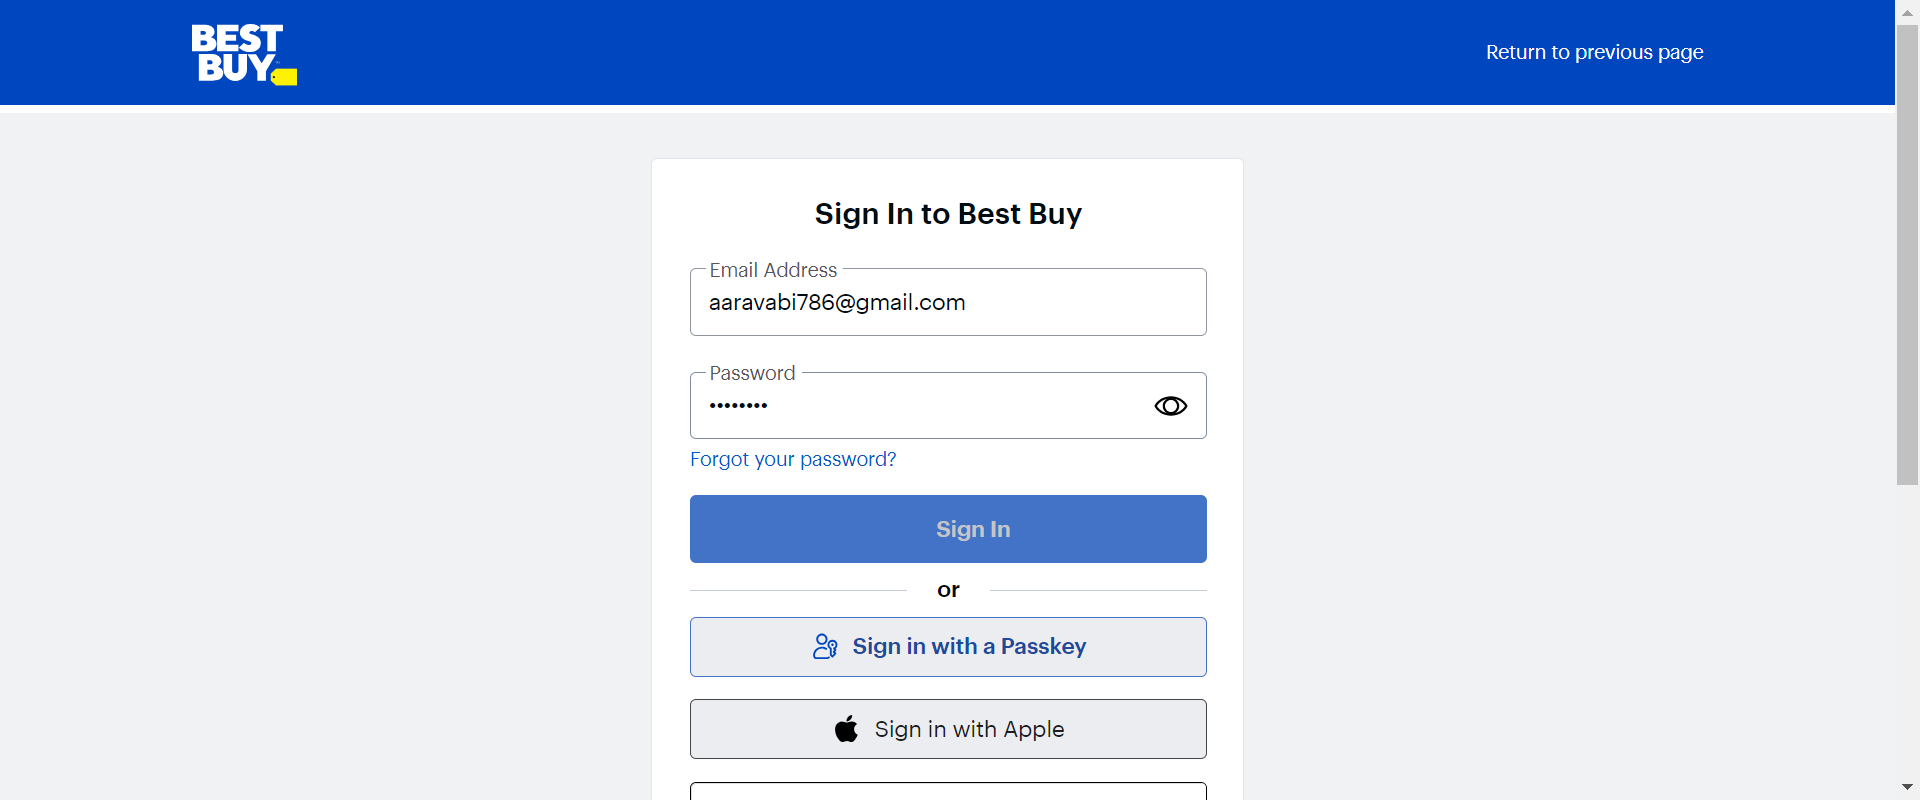 BEST
BUY
Return to previous page
Sign In to Best Buy
Email Address
aaravabi786@gmail.com
Password
••••••••
Forgot your password?
Sign In
or
Sign in with a Passkey
Sign in with Apple